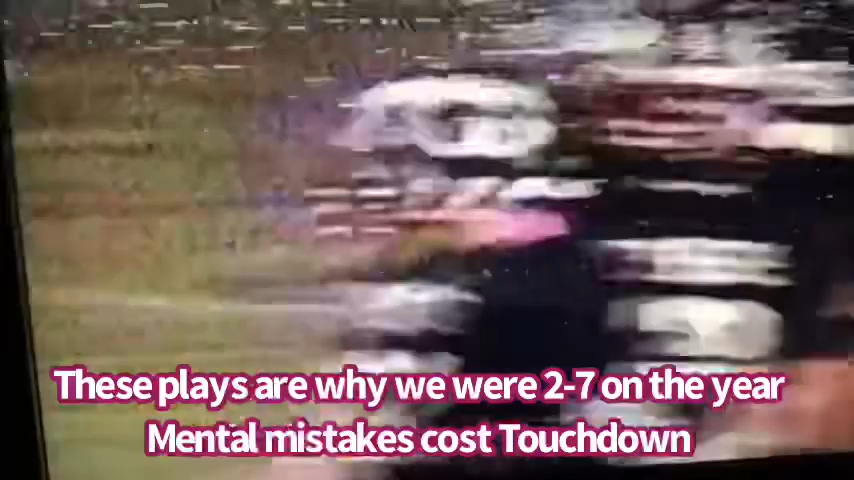 These plays are why we were 2-7 on the year
Mental mistakes cost Touchdown